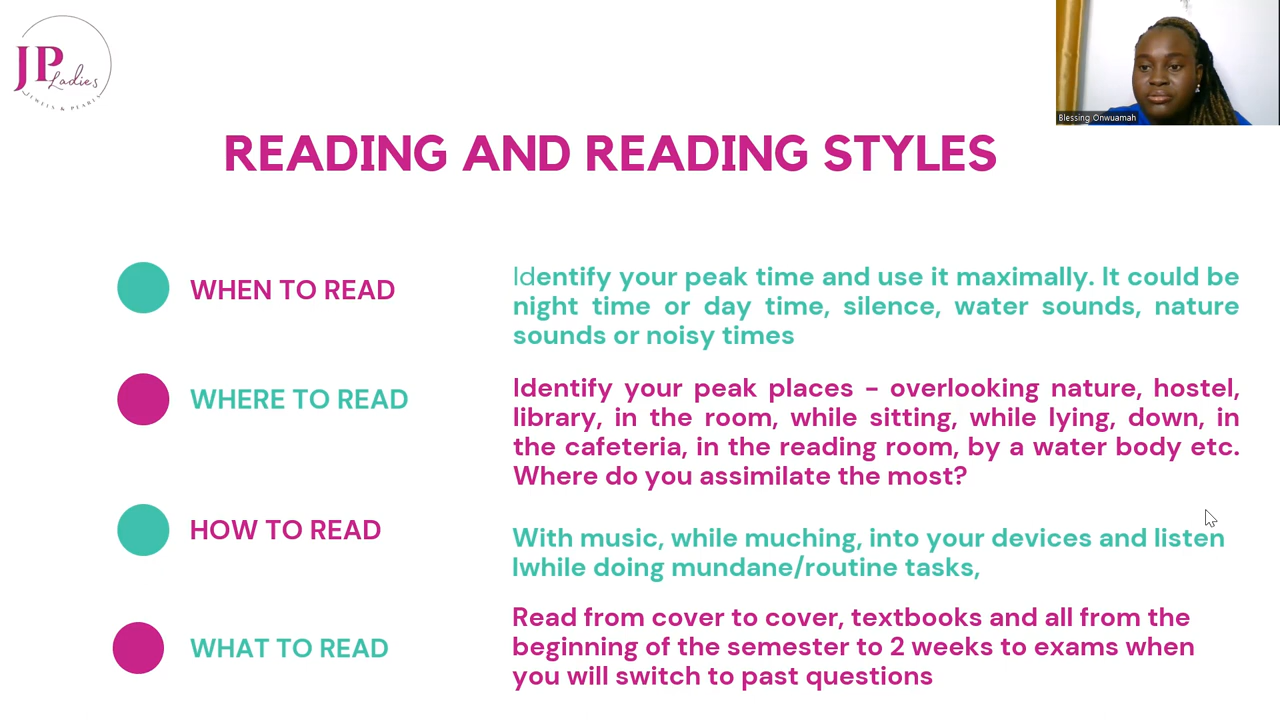 JP
Ladies
JEWELS & PEARLS
Blessing Onwuamah
READING AND READING STYLES
WHEN TO READ
Identify your peak time and use it maximally. It could be
night time or day time, silence, water sounds, nature
sounds or noisy times
WHERE TO READ
Identify your peak places - overlooking nature, hostel,
library, in the room, while sitting, while lying, down, in
the cafeteria, in the reading room, by a water body etc.
Where do you assimilate the most?
HOW TO READ
With music, while muching, into your devices and listen
lwhile doing mundane/routine tasks,
WHAT TO READ
Read from cover to cover, textbooks and all from the
beginning of the semester to 2 weeks to exams when
you will switch to past questions